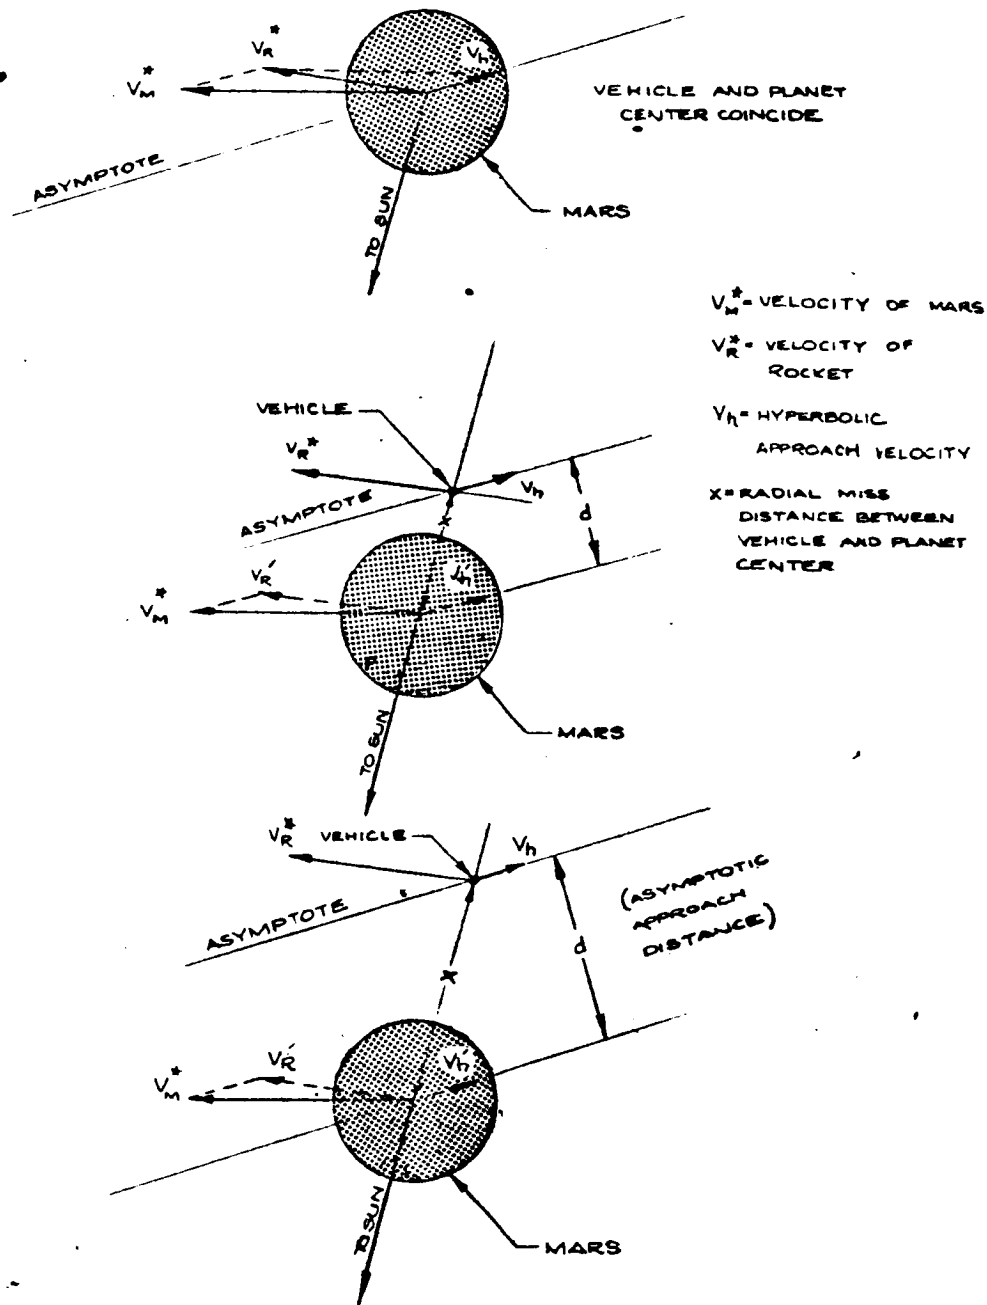 V_R*
V_h
V_M*
VEHICLE AND PLANET
CENTER COINCIDE
ASYMPTOTE
MARS
TO SUN
V_M* = VELOCITY OF MARS
V_R* = VELOCITY OF
ROCKET
V_h = HYPERBOLIC
APPROACH VELOCITY
X = RADIAL MISS
DISTANCE BETWEEN
VEHICLE AND PLANET
CENTER
VEHICLE
V_R*
V_h
ASYMPTOTE
X
d
V_R'
V_M*
TO SUN
MARS
V_R*
VEHICLE
V_h
ASYMPTOTE
(ASYMPTOTIC
APPROACH
DISTANCE)
d
X
V_R'
V_h'
V_M*
TO SUN
MARS